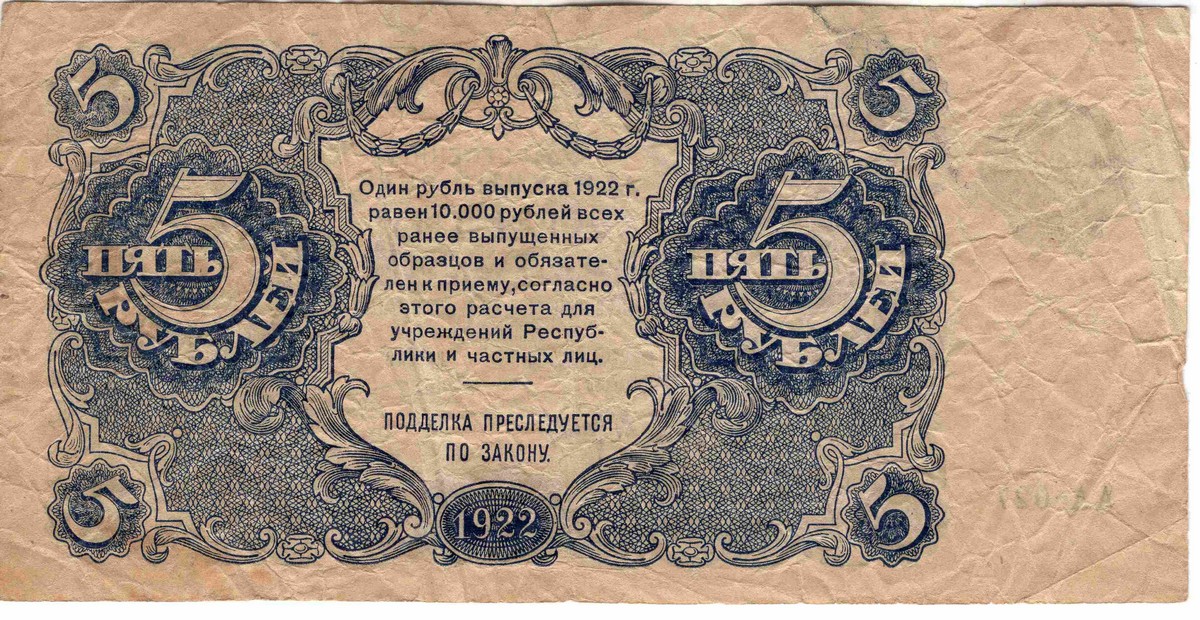 5 5
Один рубль выпуска 1922 г.
равен 10.000 рублей всех
ранее выпущенных
образцов и обязате-
лен к приему, согласно
этого расчета для
учреждений Респуб-
лики и частных лиц.
5 ПЯТЬ РУБЛЕЙ
5 ПЯТЬ РУБЛЕЙ
ПОДДЕЛКА ПРЕСЛЕДУЕТСЯ
ПО ЗАКОНУ.
5 1922 5